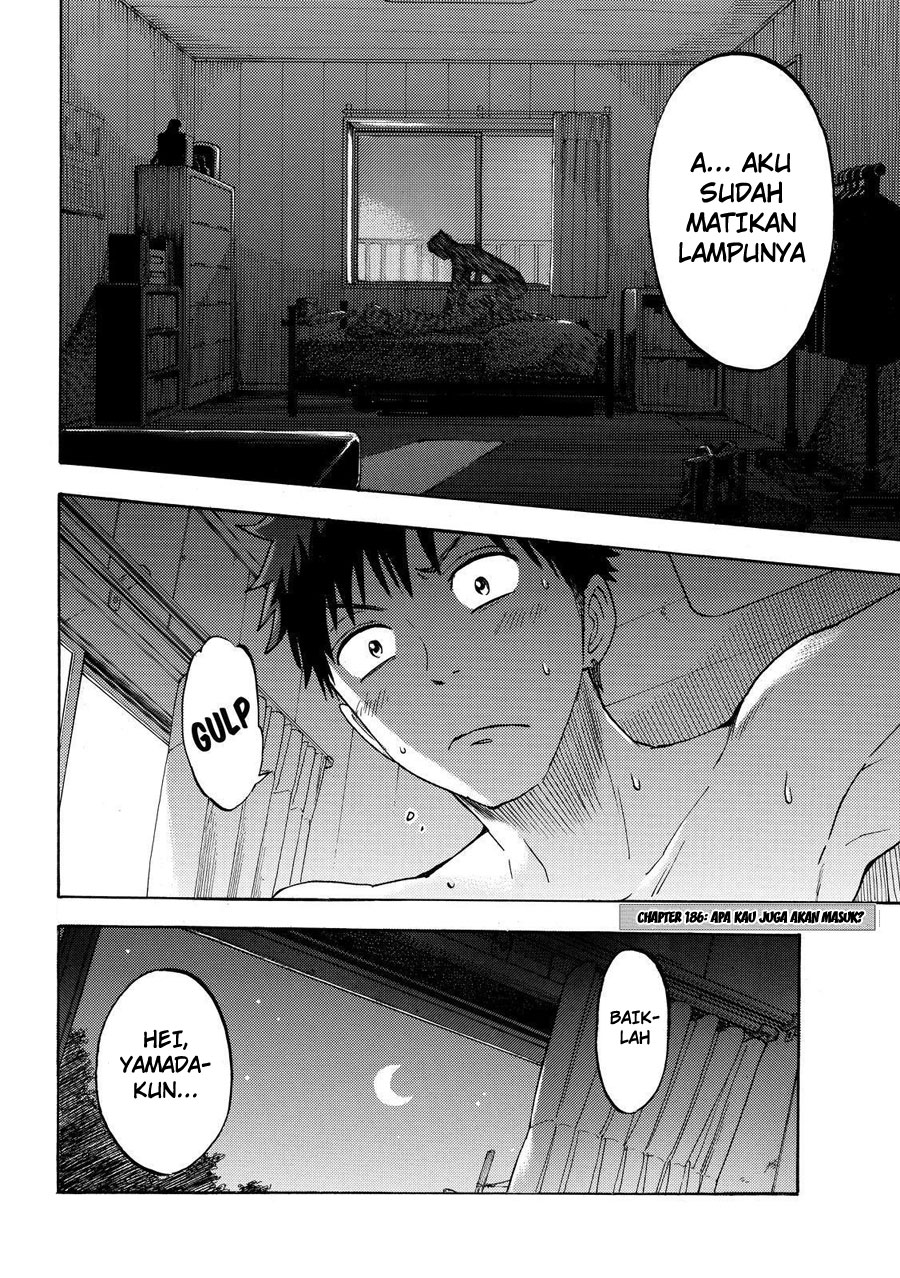 A... AKU
SUDAH
MATIKAN
LAMPUNYA
GULP
CHAPTER 186: APA KAU JUGA AKAN MASUK?
BAIK-
LAH
HEI,
YAMADA-
KUN...